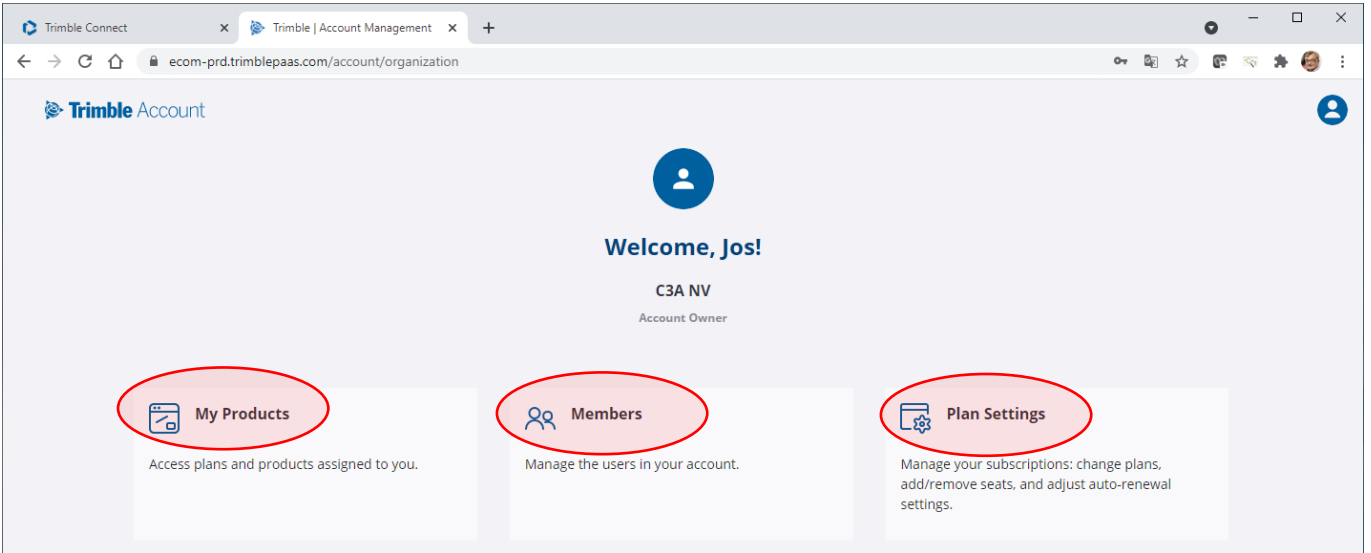 Trimble Connect
Trimble | Account Management
ecom-prd.trimblepaas.com/account/organization
Trimble Account
Welcome, Jos!
C3A NV
Account Owner
My Products
Access plans and products assigned to you.
Members
Manage the users in your account.
Plan Settings
Manage your subscriptions: change plans,
add/remove seats, and adjust auto-renewal
settings.